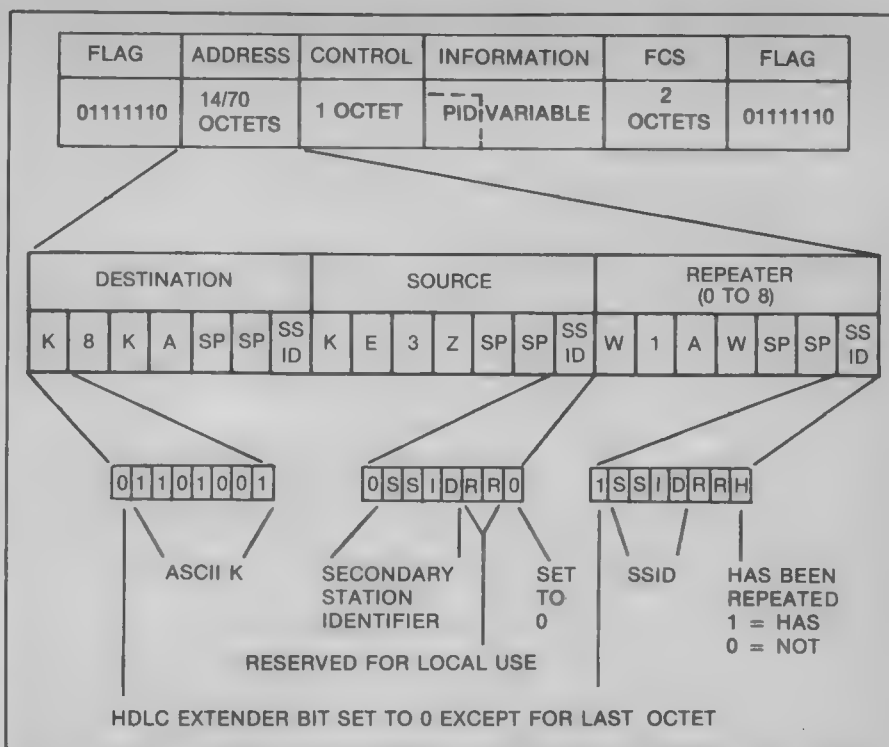 FLAG ADDRESS CONTROL INFORMATION FCS FLAG
01111110 14/70 OCTETS 1 OCTET PID VARIABLE 2 OCTETS 01111110
DESTINATION SOURCE REPEATER (0 TO 8)
K 8 K A SP SP SS ID K E 3 Z SP SP SS ID W 1 A W SP SP SS ID
0 1 1 0 1 0 0 1 0 S S I D R R 0 1 S S I D R R H
ASCII K
SECONDARY STATION IDENTIFIER
SET TO 0
SSID
HAS BEEN REPEATED
1 = HAS
0 = NOT
RESERVED FOR LOCAL USE
HDLC EXTENDER BIT SET TO 0 EXCEPT FOR LAST OCTET